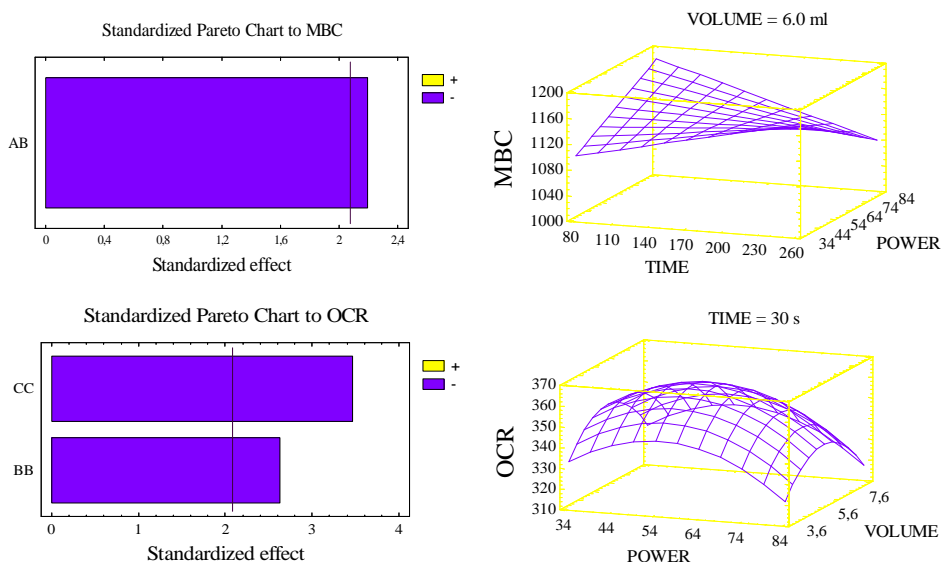 Standardized Pareto Chart to MBC
+
-
AB
0 0,4 0,8 1,2 1,6 2 2,4
Standardized effect
VOLUME = 6.0 ml
MBC
1200
1160
1120
1080
1040
1000
80 110 140 170 200 230 260
TIME
34 44 54 64 74 84
POWER
Standardized Pareto Chart to OCR
+
-
CC
BB
0 1 2 3 4
Standardized effect
TIME = 30 s
OCR
370
360
350
340
330
320
310
34 44 54 64 74 84
POWER
3,6 5,6 7,6
VOLUME